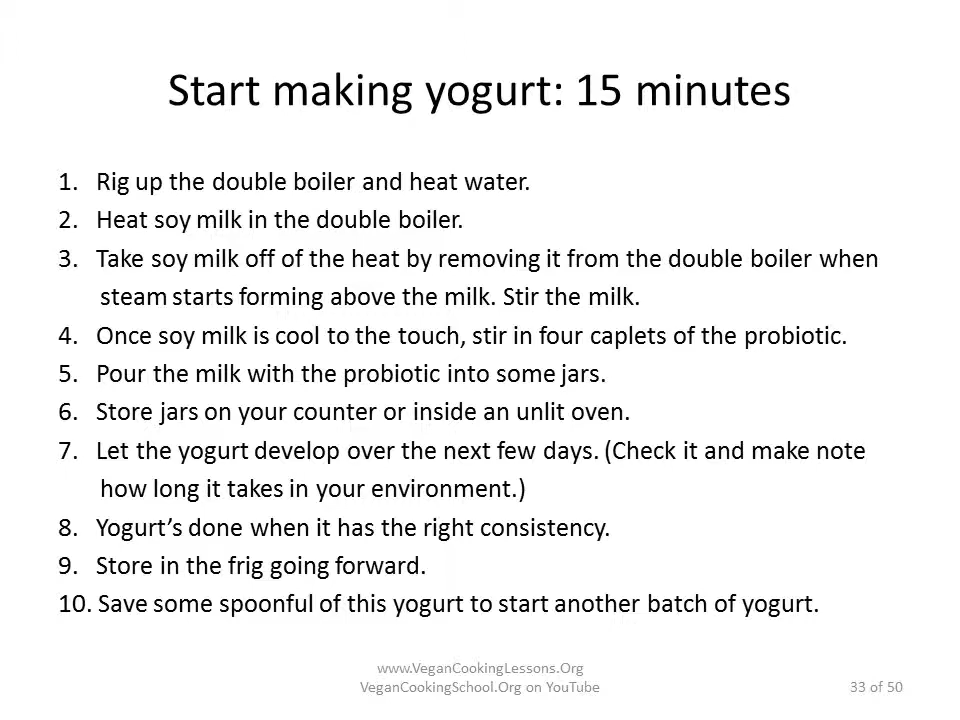 Start making yogurt: 15 minutes
1. Rig up the double boiler and heat water.
2. Heat soy milk in the double boiler.
3. Take soy milk off of the heat by removing it from the double boiler when
steam starts forming above the milk. Stir the milk.
4. Once soy milk is cool to the touch, stir in four caplets of the probiotic.
5. Pour the milk with the probiotic into some jars.
6. Store jars on your counter or inside an unlit oven.
7. Let the yogurt develop over the next few days. (Check it and make note
how long it takes in your environment.)
8. Yogurt’s done when it has the right consistency.
9. Store in the frig going forward.
10. Save some spoonful of this yogurt to start another batch of yogurt.
www.VeganCookingLessons.Org
VeganCookingSchool.Org on YouTube
33 of 50